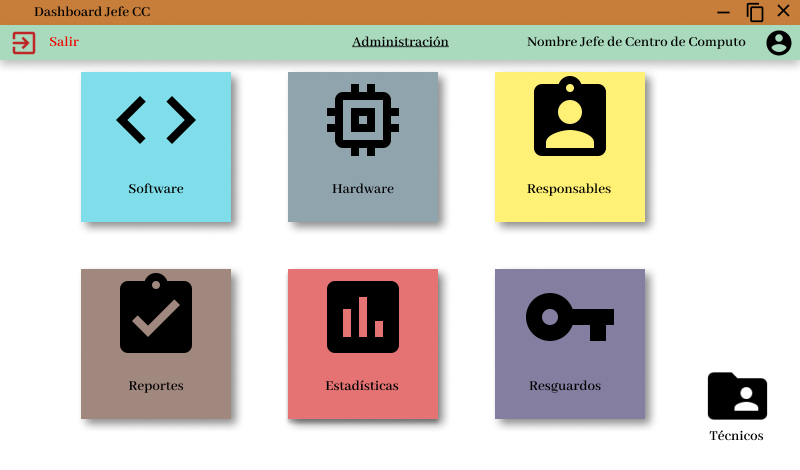 Dashboard Jefe CC
Salir
Administración
Nombre Jefe de Centro de Computo
Software
Hardware
Responsables
Reportes
Estadísticas
Resguardos
Técnicos